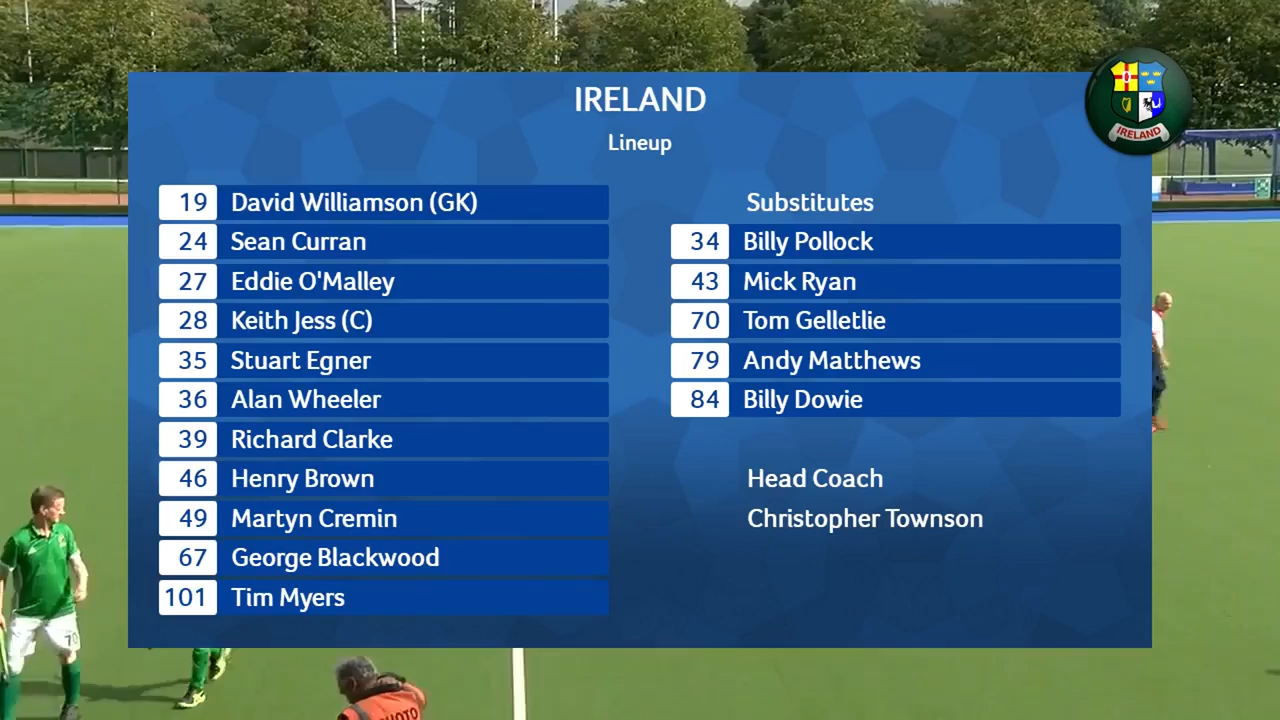 IRELAND
Lineup
IRELAND
19 David Williamson (GK)
24 Sean Curran
27 Eddie O'Malley
28 Keith Jess (C)
35 Stuart Egner
36 Alan Wheeler
39 Richard Clarke
46 Henry Brown
49 Martyn Cremin
67 George Blackwood
101 Tim Myers
Substitutes
34 Billy Pollock
43 Mick Ryan
70 Tom Gelletlie
79 Andy Matthews
84 Billy Dowie
Head Coach
Christopher Townson
70
PHOTO